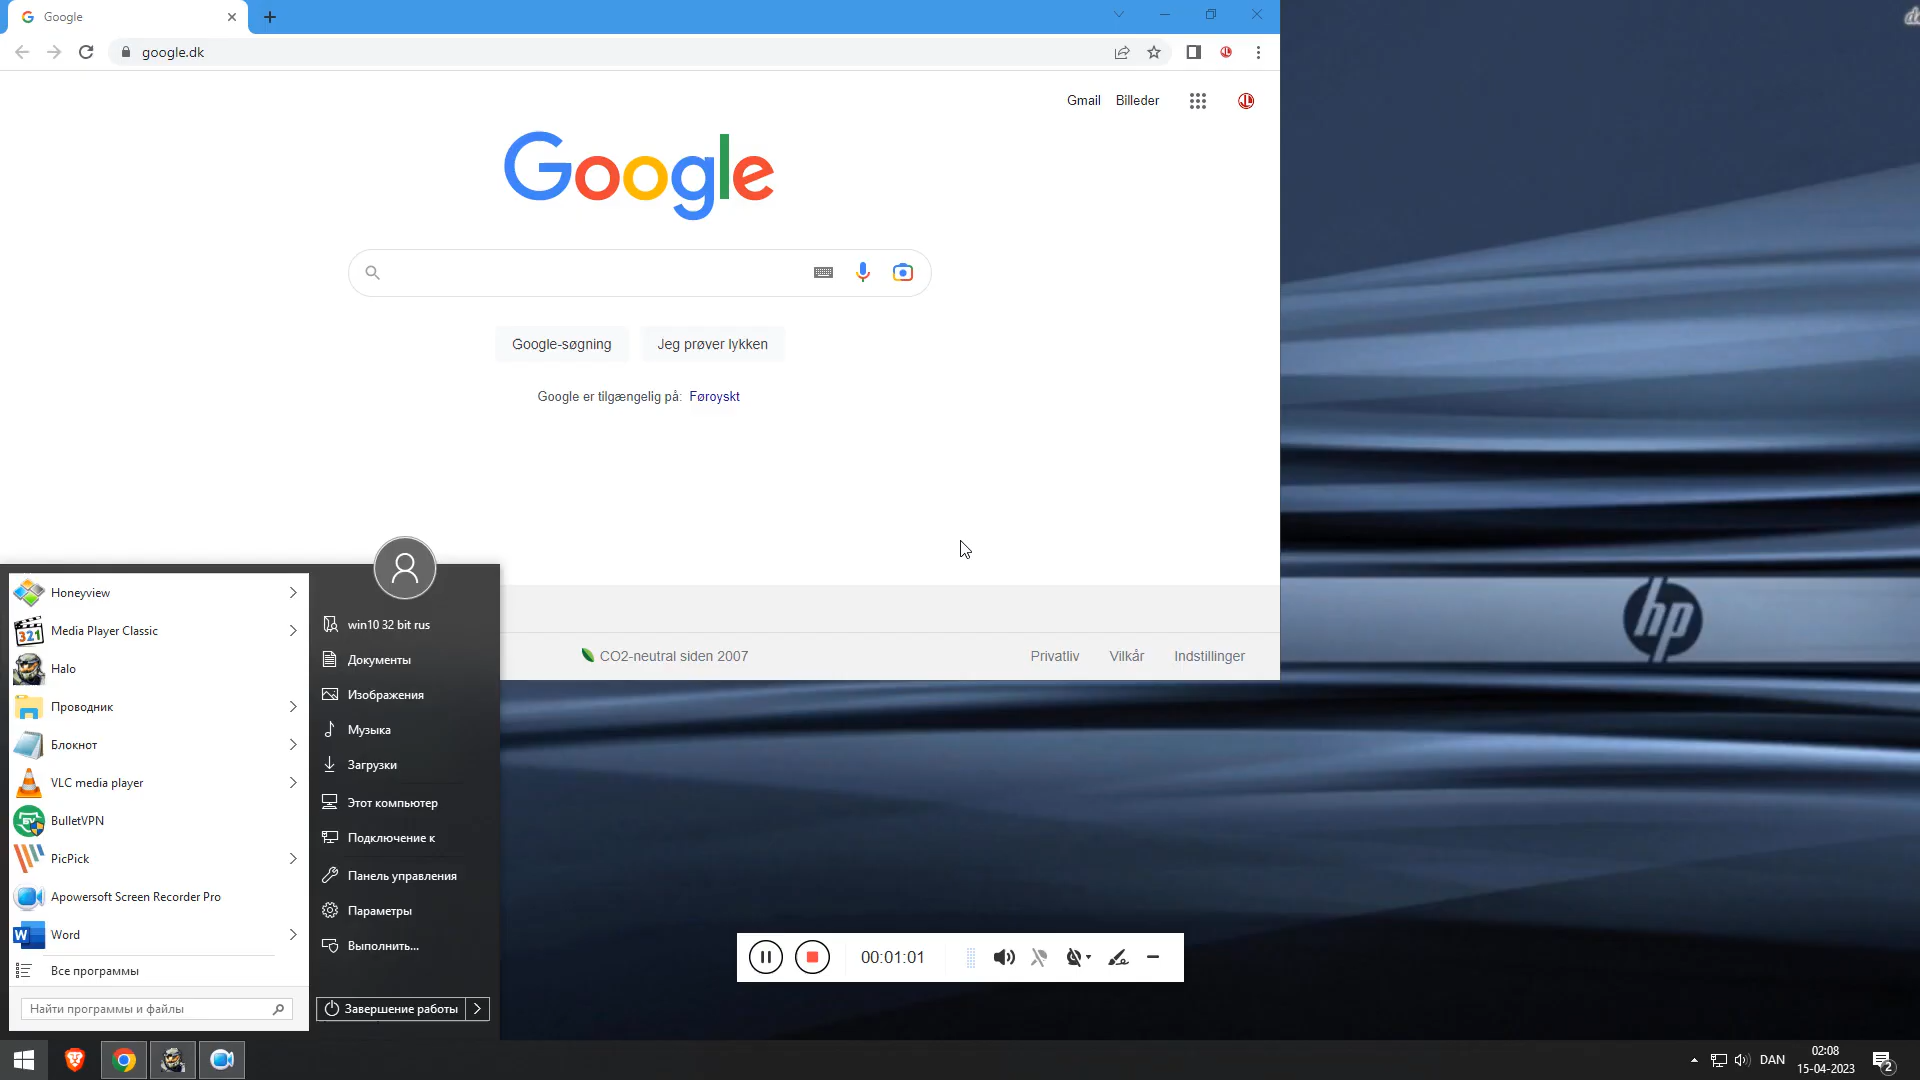 Google
google.dk
Gmail Billeder
Google
Google-søgning Jeg prøver lykken
Google er tilgængelig på: Føroyskt
CO2-neutral siden 2007 Privatliv Vilkår Indstillinger
hp
Honeyview
Media Player Classic
321
Halo
Проводник
Блокнот
VLC media player
BulletVPN
PicPick
Apowersoft Screen Recorder Pro
W Word
Все программы
Найти программы и файлы
win10 32 bit rus
Документы
Изображения
Музыка
Загрузки
Этот компьютер
Подключение к
Панель управления
Параметры
Выполнить...
Завершение работы
00:01:01
DAN
02:08
15-04-2023
2